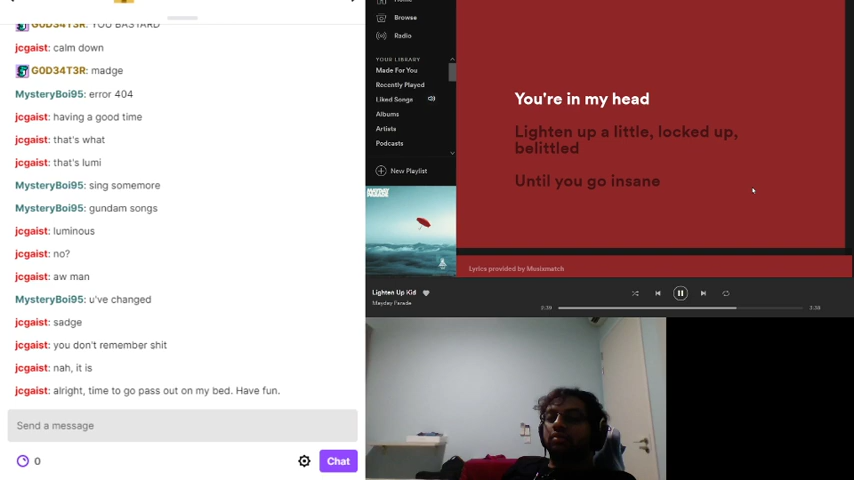 G0D34T3R: YOU BASTARD
jcgaist: calm down
G0D34T3R: madge
MysteryBoi95: error 404
jcgaist: having a good time
jcgaist: that's what
jcgaist: that's lumi
MysteryBoi95: sing somemore
MysteryBoi95: gundam songs
jcgaist: luminous
jcgaist: no?
jcgaist: aw man
MysteryBoi95: u've changed
jcgaist: sadge
jcgaist: you don't remember shit
jcgaist: nah, it is
jcgaist: alright, time to go pass out on my bed. Have fun.
Send a message
0
Chat
Browse
Radio
YOUR LIBRARY
Made For You
Recently Played
Liked Songs
Albums
Artists
Podcasts
New Playlist
MAYDAY
PARADE
You're in my head
Lighten up a little, locked up,
belittled
Until you go insane
Lyrics provided by Musixmatch
Lighten Up Kid
Mayday Parade